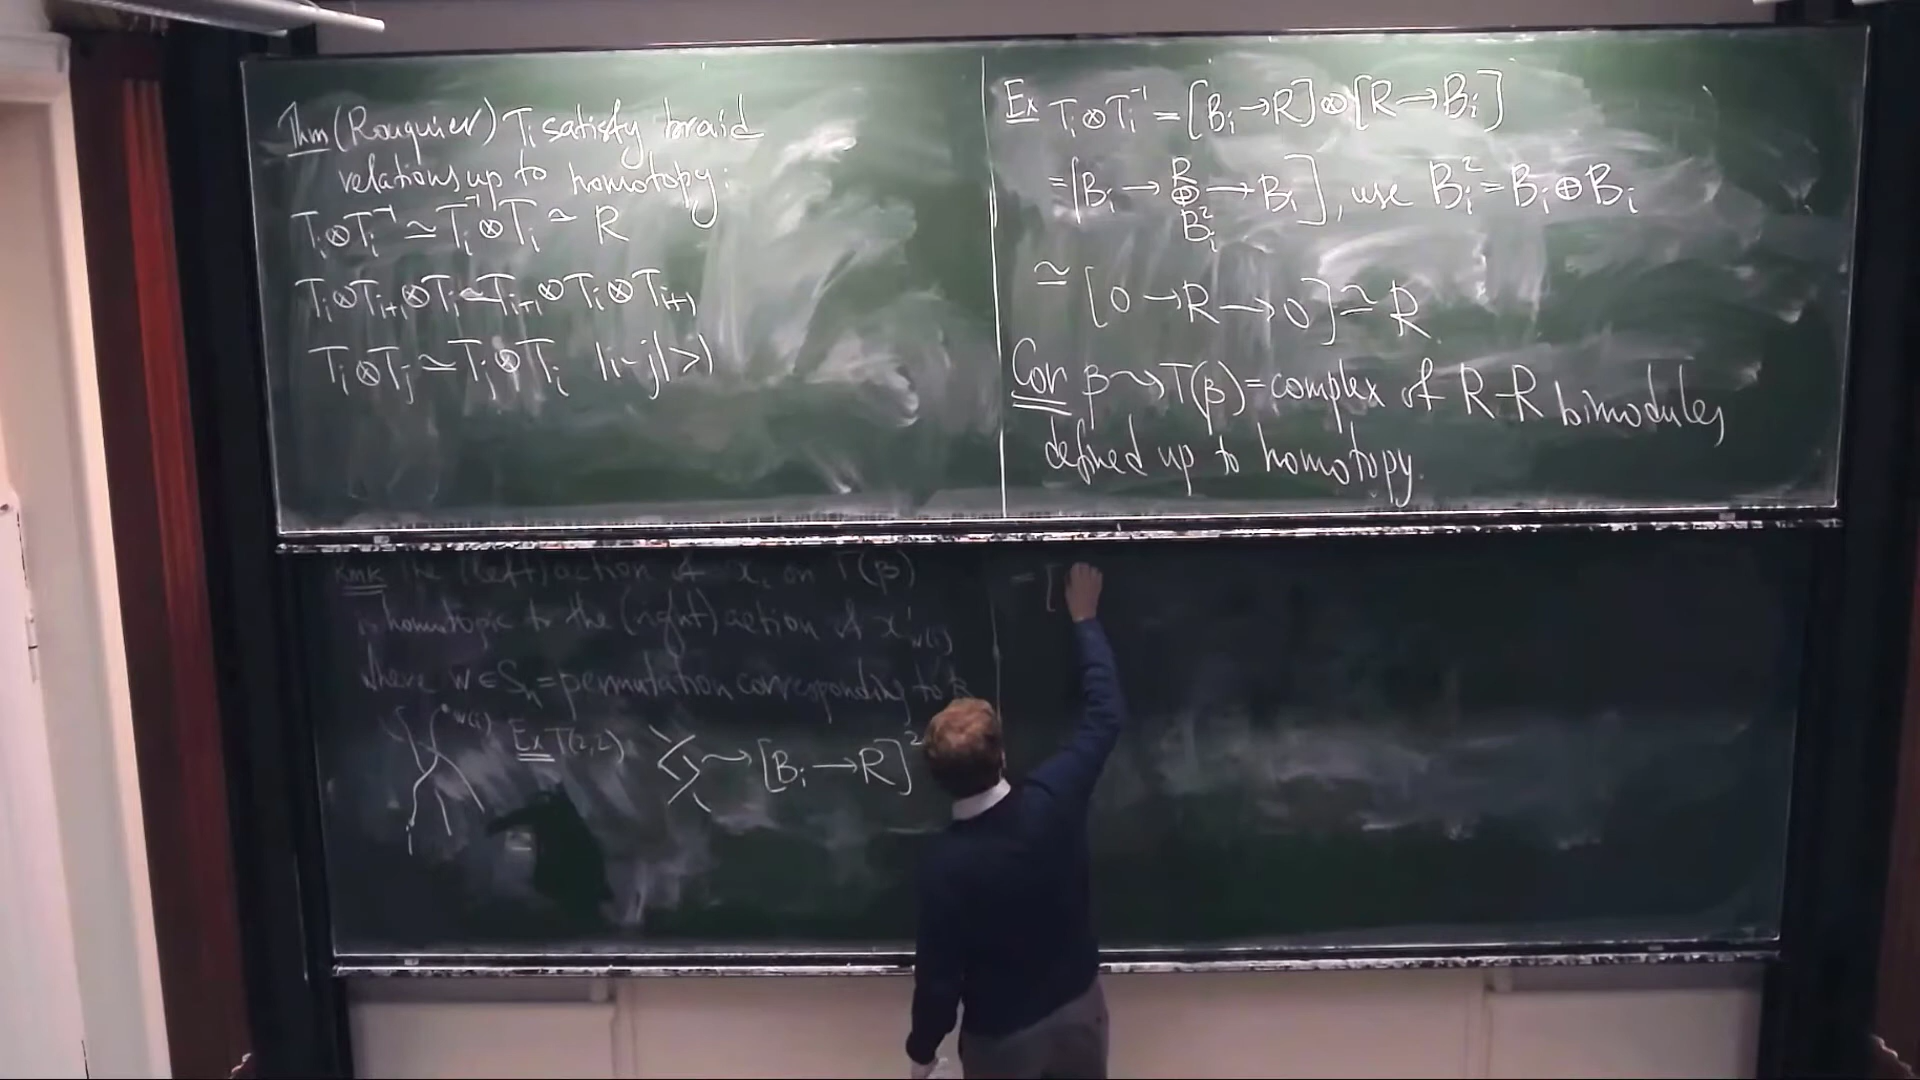 Thm (Rouquier) Tᵢ satisfy braid
relations up to homotopy:
Tᵢ⊗Tᵢ⁻¹ ≃ Tᵢ⁻¹⊗Tᵢ ≃ R
Tᵢ⊗Tᵢ₊₁⊗Tᵢ ≃ Tᵢ₊₁⊗Tᵢ⊗Tᵢ₊₁
Tᵢ⊗Tⱼ ≃ Tⱼ⊗Tᵢ |i-j|>1
Ex Tᵢ⊗Tᵢ⁻¹ = [Bᵢ→R]⊗[R→Bᵢ]
= [Bᵢ → R ⊕ Bᵢ² → Bᵢ], use Bᵢ² = Bᵢ⊕Bᵢ
≃ [0→R→0] ≃ R
Cor β⇝T(β) = complex of R-R bimodules
defined up to homotopy.
Rmk The (left) action of xᵢ on T(β)
is homotopic to the (right) action of x'w(i)
where w∈Sₙ = permutation corresponding to β
w(i)
Ex T(2,2)
⇝ [Bᵢ→R]²
i
= [